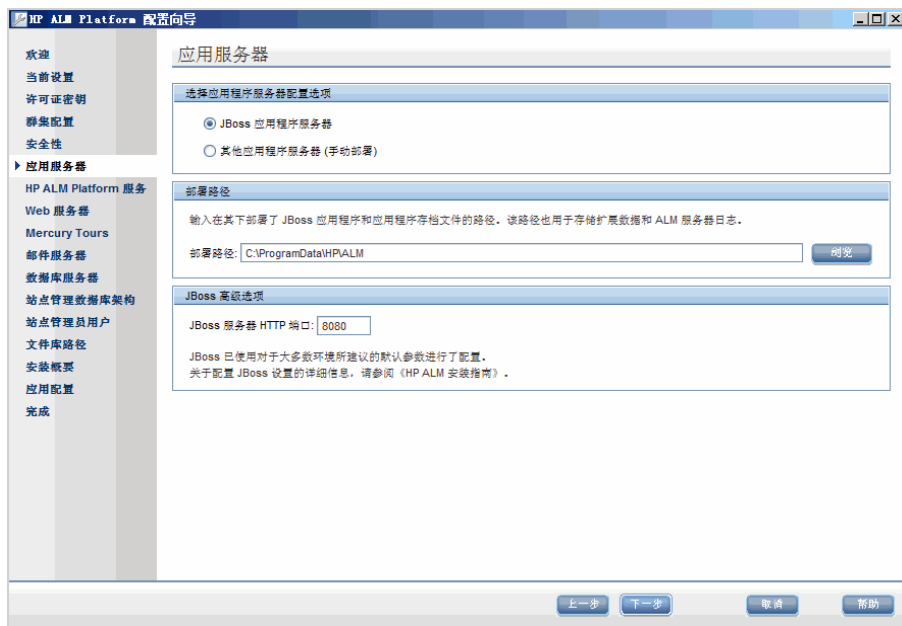 HP ALM Platform 配置向导
欢迎
当前设置
许可证密钥
群集配置
安全性
应用服务器
HP ALM Platform 服务
Web 服务器
Mercury Tours
邮件服务器
数据库服务器
站点管理数据库架构
站点管理员用户
文件库路径
安装概要
应用配置
完成
应用服务器
选择应用程序服务器配置选项
JBoss 应用程序服务器
其他应用程序服务器 (手动部署)
部署路径
输入在其下部署了 JBoss 应用程序和应用程序存档文件的路径。该路径也用于存储扩展数据和 ALM 服务器日志。
部署路径: C:\ProgramData\HP\ALM 浏览
JBoss 高级选项
JBoss 服务器 HTTP 端口: 8080
JBoss 已使用对于大多数环境所建议的默认参数进行了配置。
关于配置 JBoss 设置的详细信息，请参阅《HP ALM 安装指南》。
上一步 下一步 取消 帮助